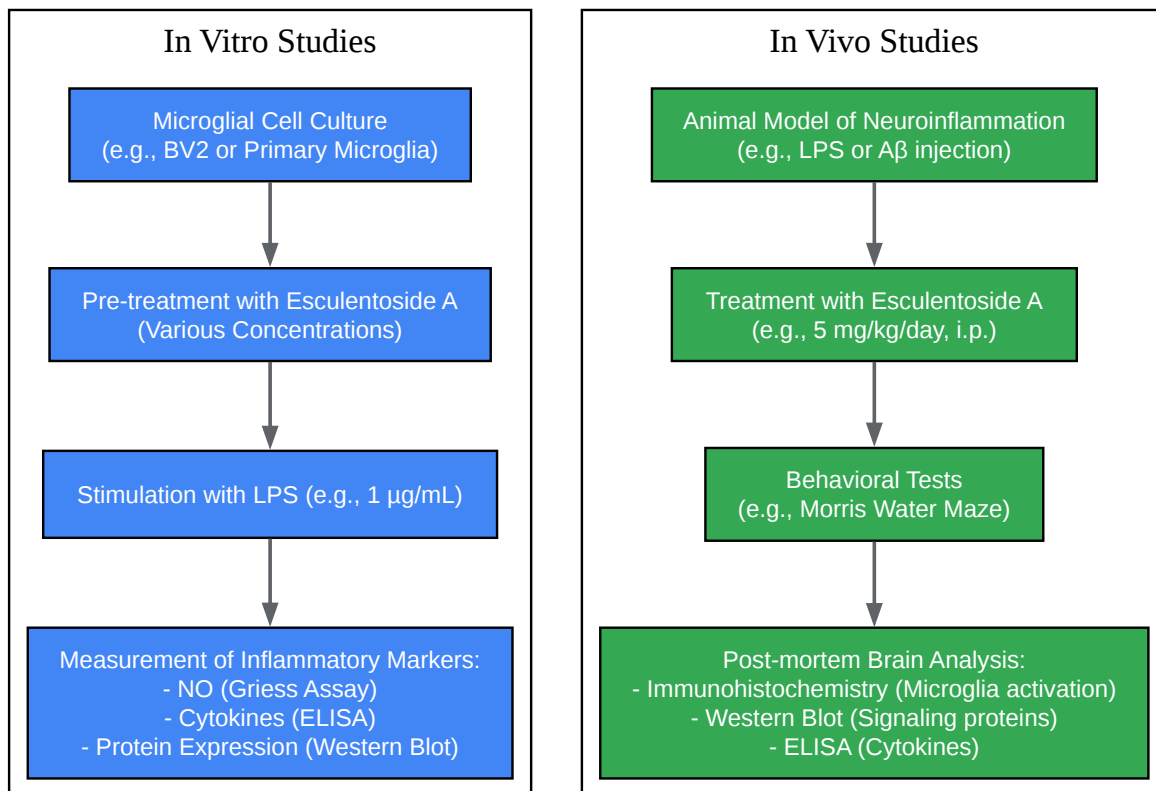 In Vitro Studies
Microglial Cell Culture
(e.g., BV2 or Primary Microglia)
Pre-treatment with Esculentoside A
(Various Concentrations)
Stimulation with LPS (e.g., 1 µg/mL)
Measurement of Inflammatory Markers:
- NO (Griess Assay)
- Cytokines (ELISA)
- Protein Expression (Western Blot)
In Vivo Studies
Animal Model of Neuroinflammation
(e.g., LPS or Aβ injection)
Treatment with Esculentoside A
(e.g., 5 mg/kg/day, i.p.)
Behavioral Tests
(e.g., Morris Water Maze)
Post-mortem Brain Analysis:
- Immunohistochemistry (Microglia activation)
- Western Blot (Signaling proteins)
- ELISA (Cytokines)